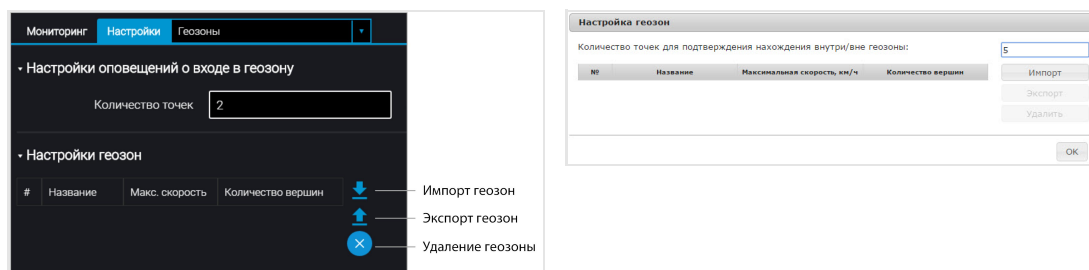 Мониторинг Настройки Геозоны
Настройки оповещений о входе в геозону
Количество точек 2
Настройки геозон
# Название Макс. скорость Количество вершин
Импорт геозон
Экспорт геозон
Удаление геозоны
Настройка геозон
Количество точек для подтверждения нахождения внутри/вне геозоны: 5
№ Название Максимальная скорость, км/ч Количество вершин
Импорт
Экспорт
Удалить
OK